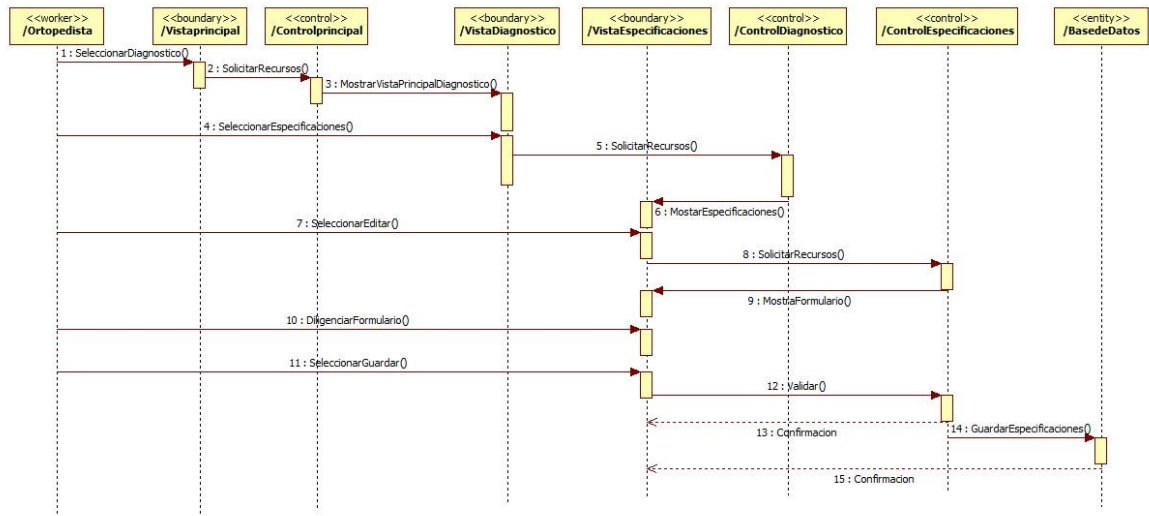 <<worker>>
/Ortopedista
<<boundary>>
/Vistaprincipal
<<control>>
/Controlprincipal
<<boundary>>
/VistaDiagnostico
<<boundary>>
/VistaEspecificaciones
<<control>>
/ControlDiagnostico
<<control>>
/ControlEspecificaciones
<<entity>>
/BasedeDatos
1 : SeleccionarDiagnostico()
2 : SolicitarRecursos()
3 : MostrarVistaPrincipalDiagnostico()
4 : SeleccionarEspecificaciones()
5 : SolicitarRecursos()
6 : MostarEspecificaciones()
7 : SeleccionarEditar()
8 : SolicitarRecursos()
9 : MostraFormulario()
10 : DiligenciarFormulario()
11 : SeleccionarGuardar()
12 : Validar()
13 : Confirmacion
14 : GuardarEspecificaciones()
15 : Confirmacion